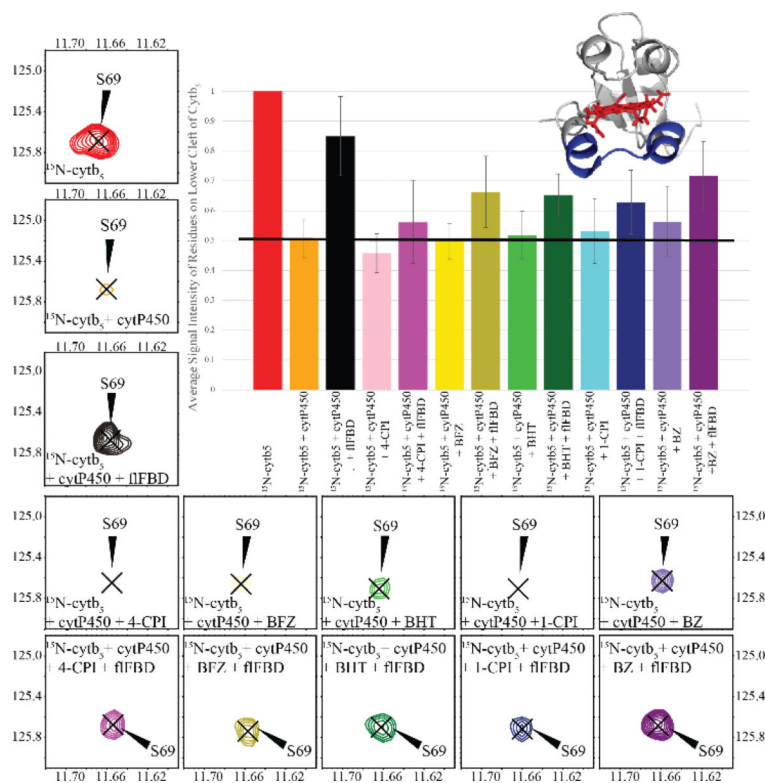 11.70 11.66 11.62
125.0
125.4
125.8
S69
¹⁵N-cytb₅
125.0
125.4
125.8
S69
¹⁵N-cytb₅+ cytP450
11.70 11.66 11.62
125.0
125.4
125.8
S69
¹⁵N-cytb₅
+ cytP450 + flFBD
Average Signal Intensity of Residues on Lower Cleft of Cytb₅
1
0.9
0.8
0.7
0.6
0.5
0.4
0.3
0.2
0.1
0
¹⁵N-cytb5
¹⁵N-cytb5 + cytP450
¹⁵N-cytb5 + cytP450
+ flFBD
¹⁵N-cytb5 + cytP450
+ 4-CPI
¹⁵N-cytb5 + cytP450
+ 4-CPI + flFBD
¹⁵N-cytb5 + cytP450
+ BFZ
¹⁵N-cytb5 + cytP450
+ BFZ + flFBD
¹⁵N-cytb5 + cytP450
+ BHT
¹⁵N-cytb5 + cytP450
+ BHT + flFBD
¹⁵N-cytb5 + cytP450
+ 1-CPI
¹⁵N-cytb5 + cytP450
+ 1-CPI + flFBD
¹⁵N-cytb5 + cytP450
+ BZ
¹⁵N-cytb5 + cytP450
+BZ + flFBD
125.0
125.4
125.8
S69
¹⁵N-cytb₅
+ cytP450 + 4-CPI
S69
¹⁵N-cytb₅
+ cytP450 + BFZ
S69
¹⁵N-cytb₅
+ cytP450 + BHT
S69
¹⁵N-cytb₅
+ cytP450 +1-CPI
S69
¹⁵N-cytb₅
+ cytP450 + BZ
125.0
125.4
125.8
125.0
125.4
125.8
¹⁵N-cytb₅+ cytP450
+ 4-CPI + flFBD
S69
¹⁵N-cytb₅+ cytP450
+ BFZ + flFBD
S69
¹⁵N-cytb₅+ cytP450
+ BHT + flFBD
S69
¹⁵N-cytb₅+ cytP450
+ 1-CPI + flFBD
S69
¹⁵N-cytb₅+ cytP450
+ BZ + flFBD
S69
125.0
125.4
125.8
11.70 11.66 11.62
11.70 11.66 11.62
11.70 11.66 11.62
11.70 11.66 11.62
11.70 11.66 11.62